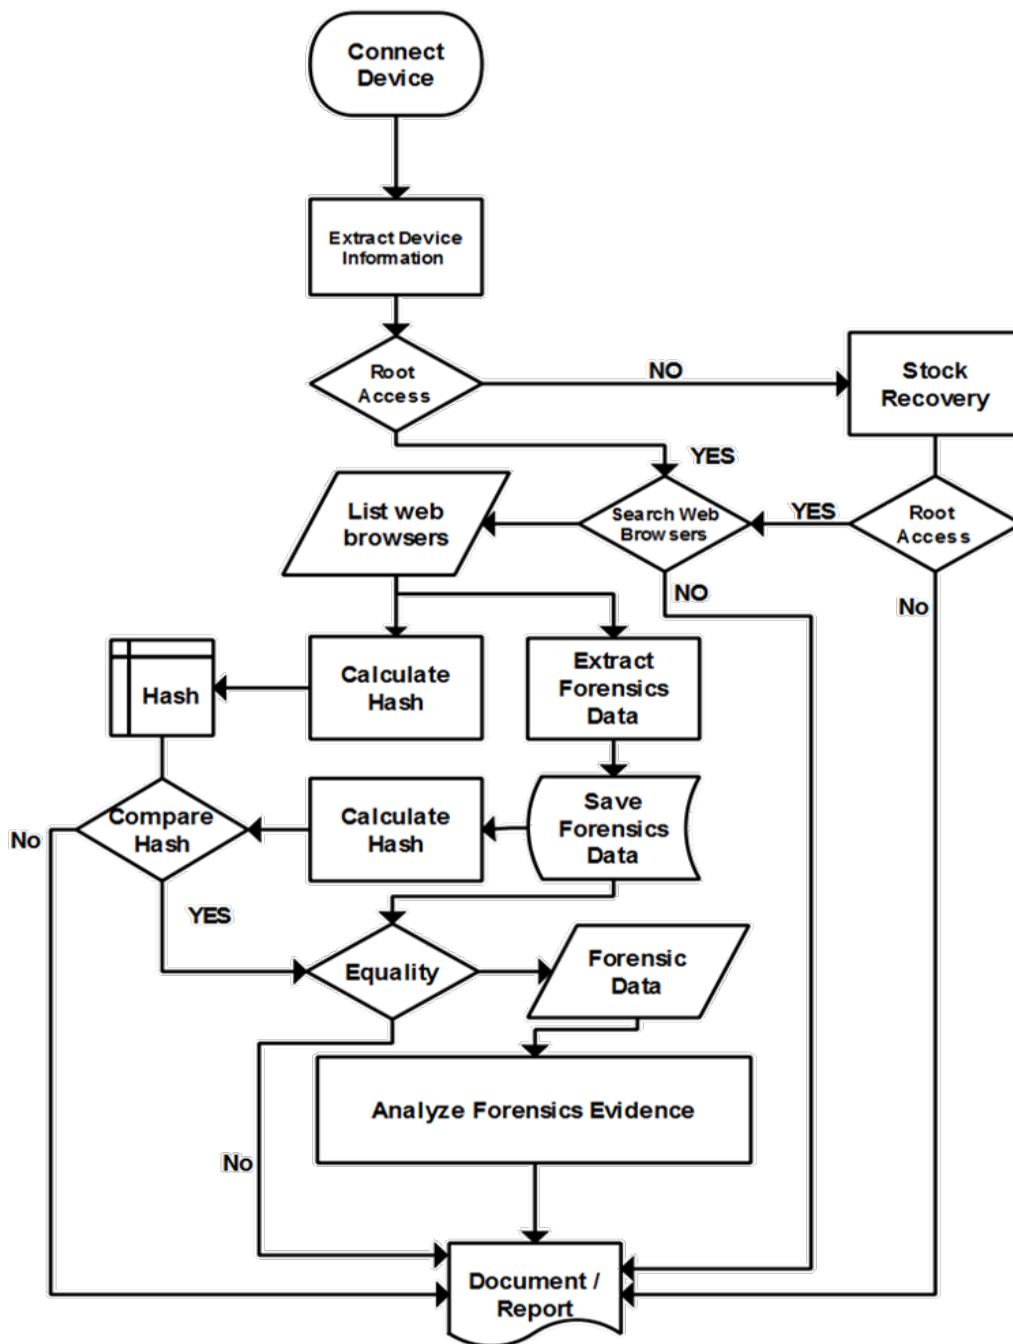 Connect
Device
Extract Device
Information
Root
Access
NO
Stock
Recovery
YES
List web
browsers
Search Web
Browsers
YES
Root
Access
NO
No
Calculate
Hash
Extract
Forensics
Data
Hash
Compare
Hash
No
Calculate
Hash
Save
Forensics
Data
YES
Equality
Forensic
Data
Analyze Forensics Evidence
No
Document /
Report